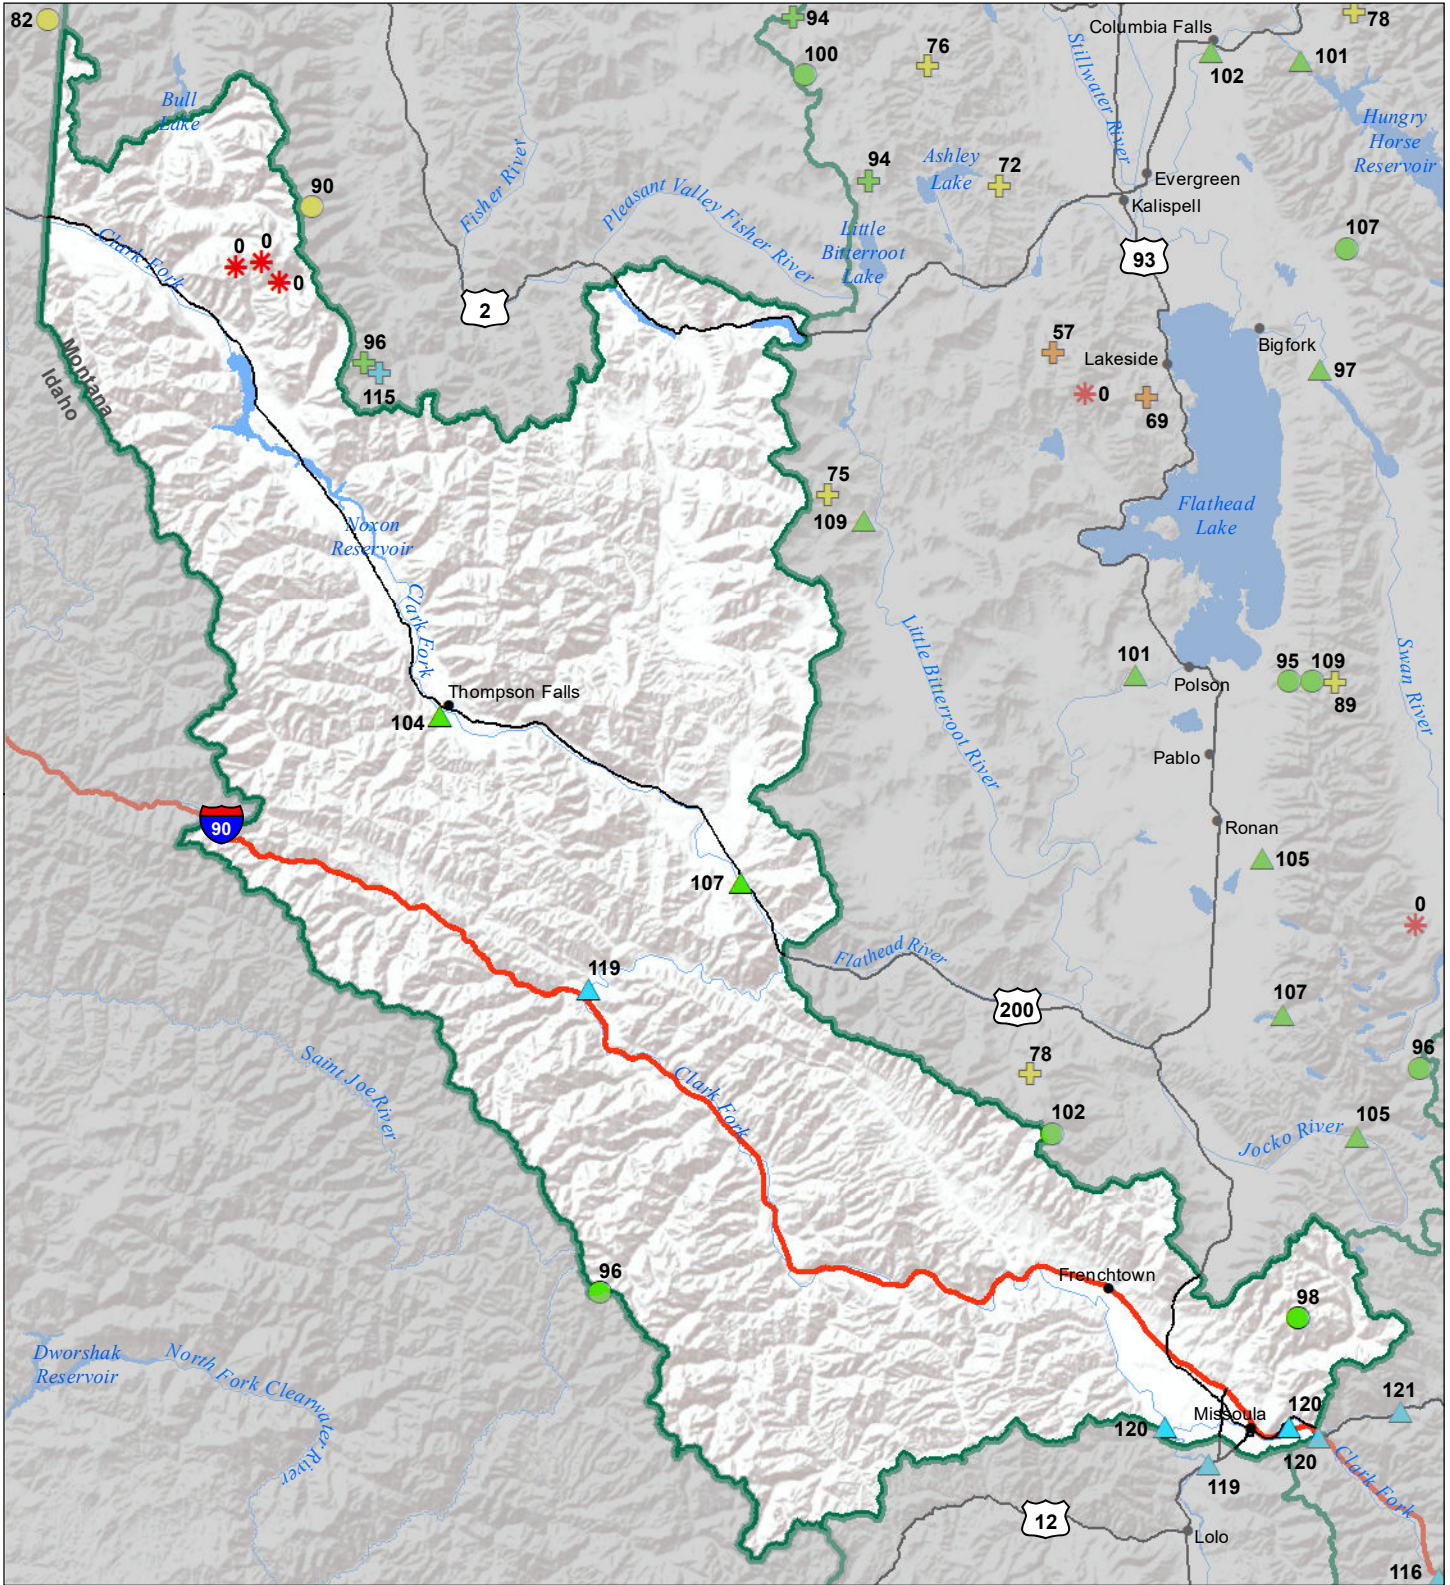 82
94
Columbia Falls
78
100
76
Stillwater River
102
101
Bull
Lake
Hungry
Horse
Reservoir
Fisher River
94
Ashley
Lake
72
Evergreen
Kalispell
90
Pleasant Valley Fisher River
Little
Bitterroot
Lake
107
93
Clark Fork
0
0
0
2
Montana
Idaho
96
115
57
Lakeside
Bigfork
97
0
69
75
109
Flathead
Lake
Noxon
Reservoir
Clark Fork
Little Bitterroot River
Swan River
101
Polson
95
109
89
Thompson Falls
104
Pablo
90
Ronan
105
107
0
Flathead River
119
200
107
Saint Joe River
Clark Fork
78
96
102
Jocko River
105
96
Frenchtown
98
Dworshak
Reservoir
North Fork Clearwater
River
Missoula
120
120
121
120
119
Clark Fork
12
Lolo
116